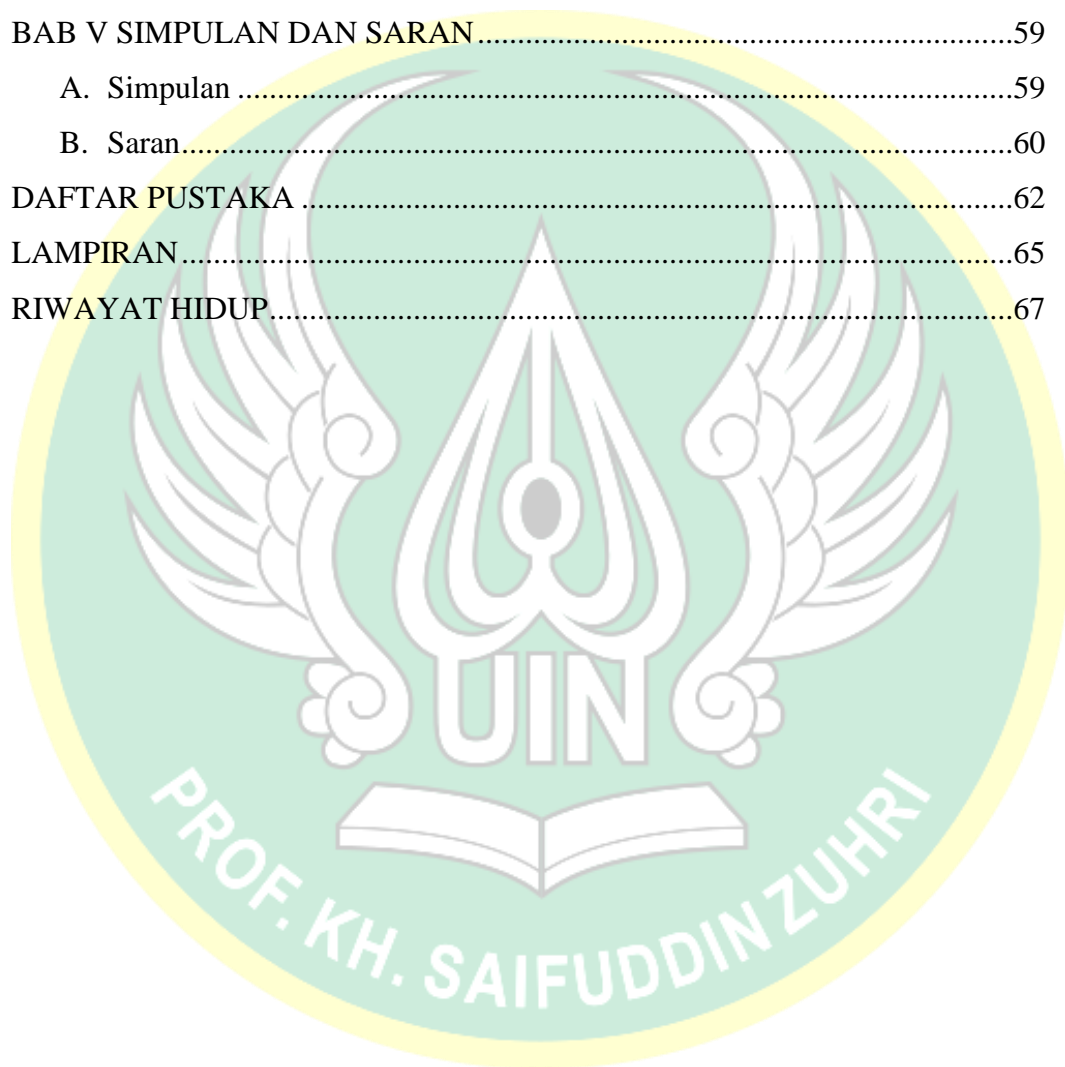 BAB V SIMPULAN DAN SARAN.................................................................59
A. Simpulan................................................................................................59
B. Saran.......................................................................................................60
DAFTAR PUSTAKA........................................................................................62
LAMPIRAN.......................................................................................................65
RIWAYAT HIDUP............................................................................................67
UIN
PROF. KH. SAIFUDDIN ZUHRI